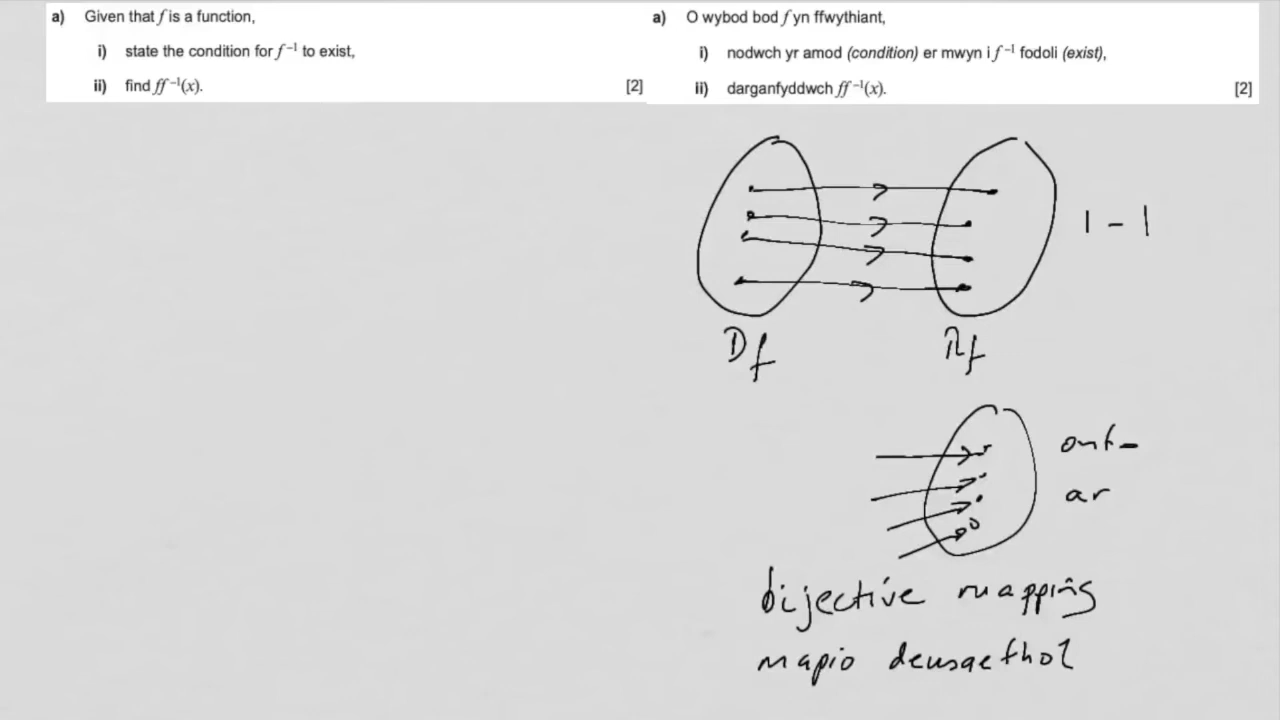 a) Given that f is a function,
i) state the condition for f⁻¹ to exist,
ii) find ff⁻¹(x). [2]
a) O wybod bod f yn ffwythiant,
i) nodwch yr amod (condition) er mwyn i f⁻¹ fodoli (exist),
ii) darganfyddwch ff⁻¹(x). [2]
1 - 1
Df Rf
ar
bijective mapping
mapio deusaethol